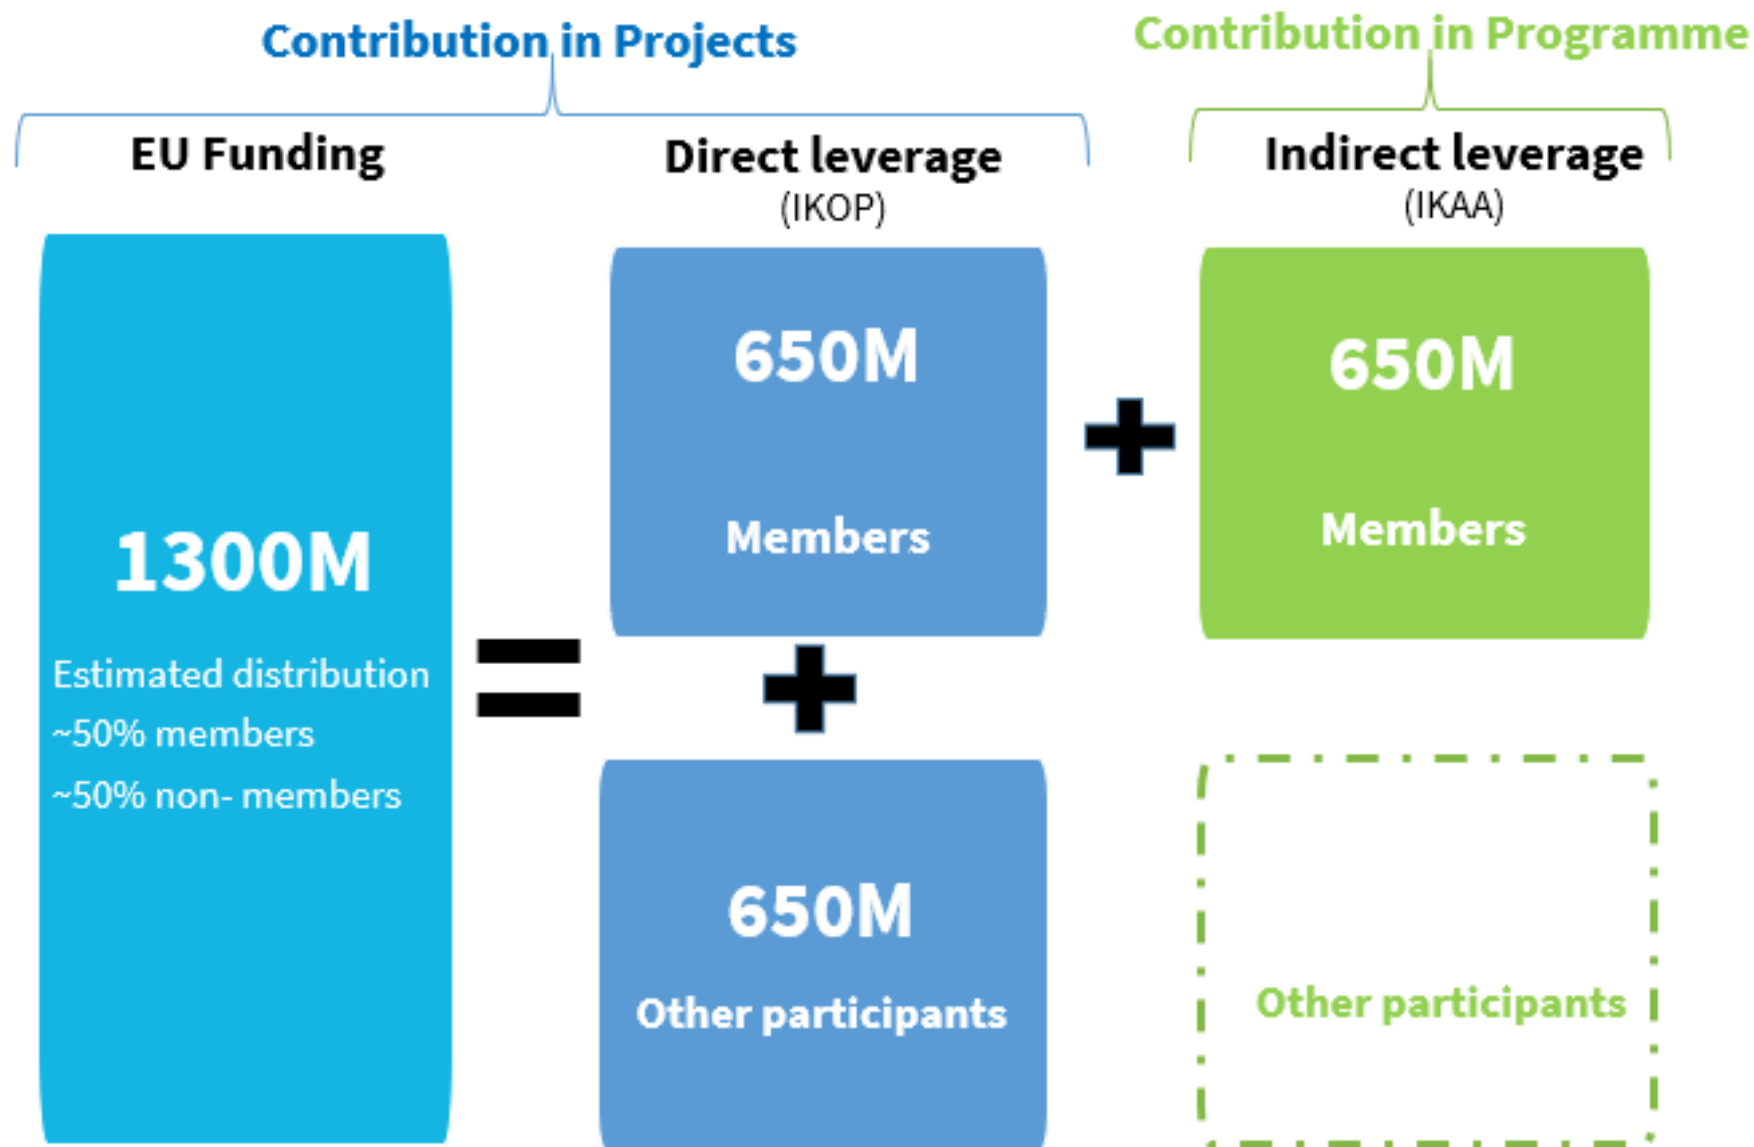 Contribution in Projects
Contribution in Programme
EU Funding
Direct leverage
(IKOP)
Indirect leverage
(IKAA)
1300M
Estimated distribution
~50% members
~50% non- members
=
650M
Members
+
650M
Other participants
+
650M
Members
Other participants